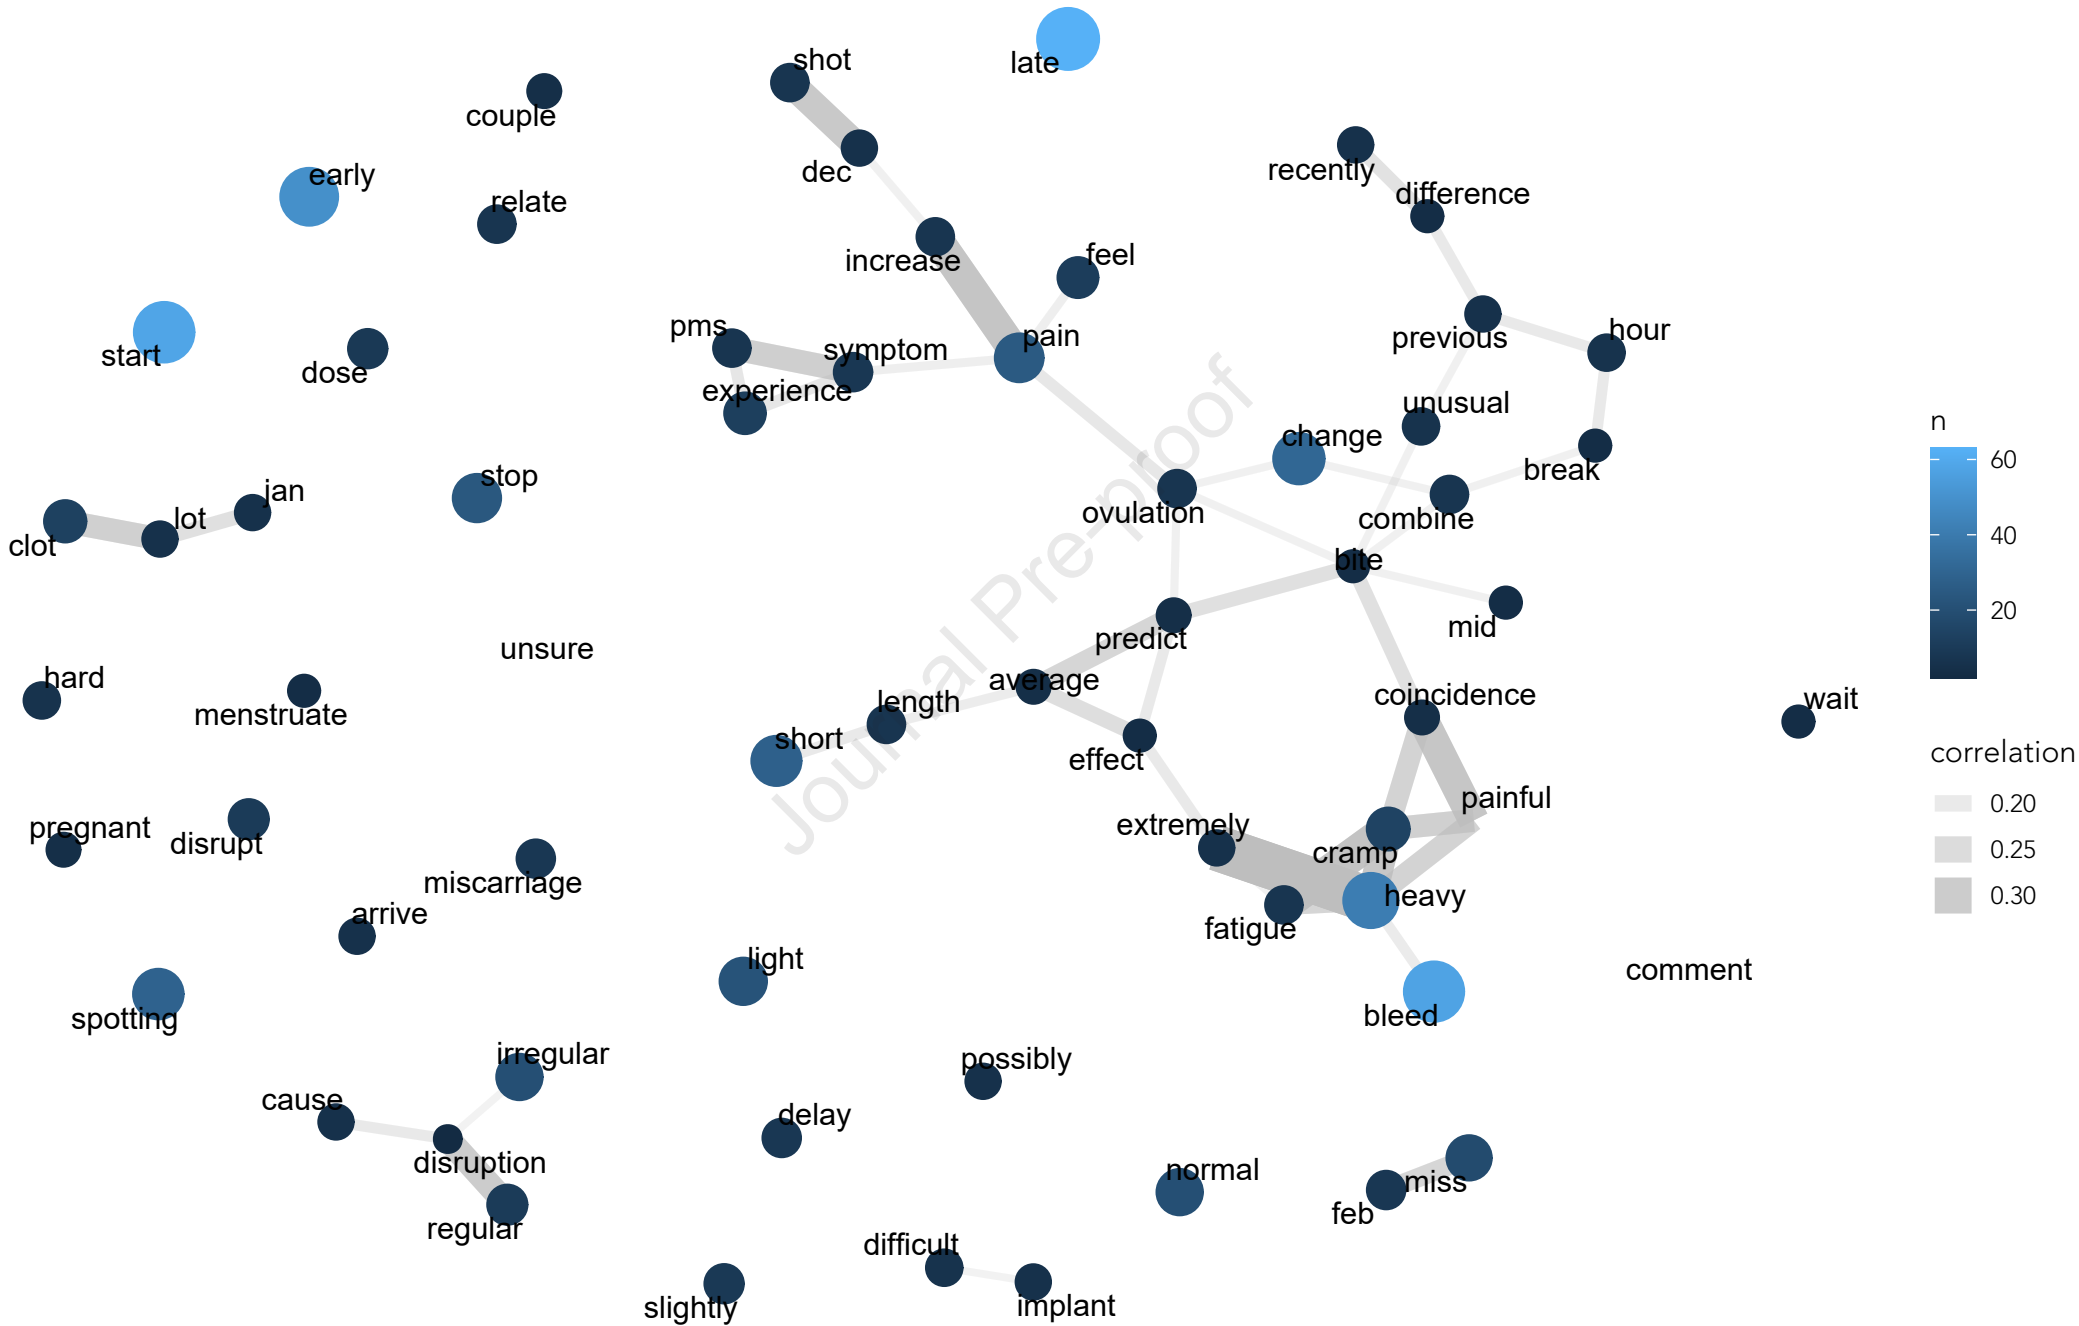 shot
late
couple
dec
recently
early
difference
relate
feel
increase
pms
pain
hour
start
symptom
previous
dose
experience
unusual
change
stop
break
jan
ovulation
combine
lot
clot
bite
mid
predict
unsure
hard
average
coincidence
menstruate
length
wait
short
effect
painful
pregnant
extremely
disrupt
cramp
miscarriage
heavy
arrive
fatigue
light
comment
spotting
bleed
irregular
possibly
cause
delay
disruption
normal
miss
regular
feb
difficult
slightly
implant
Journal Pre-proof
n
60
40
20
correlation
0.20
0.25
0.30